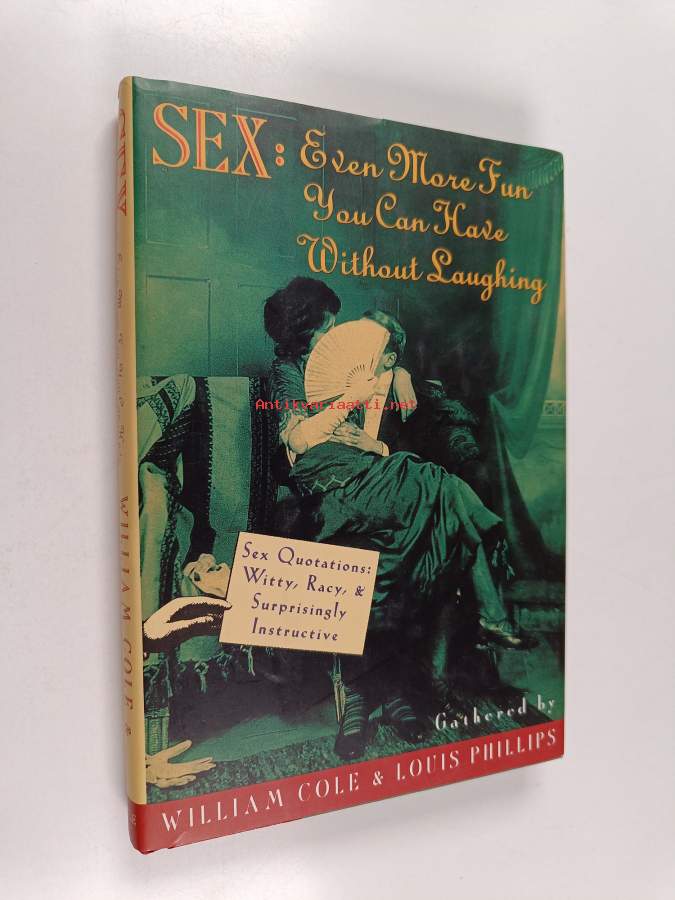 SEX: Even More Fun
You Can Have
Without Laughing
Antikvariaatti.net
Sex Quotations:
Witty, Racy, &
Surprisingly
Instructive
Gathered by
WILLIAM COLE & LOUIS PHILLIPS
WILLIAM COLE &